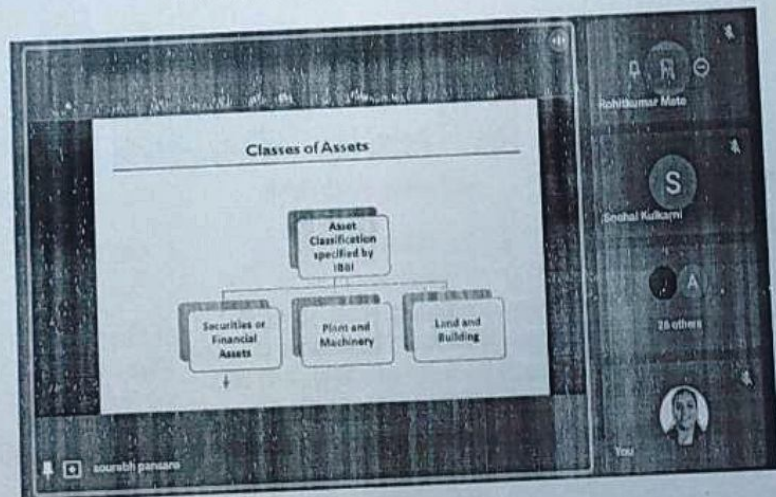 Classes of Assets
Asset
Classification
specified by
IBBI
Securities or
Financial
Assets
Plant and
Machinery
Land and
Building
sourabh pansare
Rohitkumar Mate
S
Snehal Kulkarni
A
26 others
You